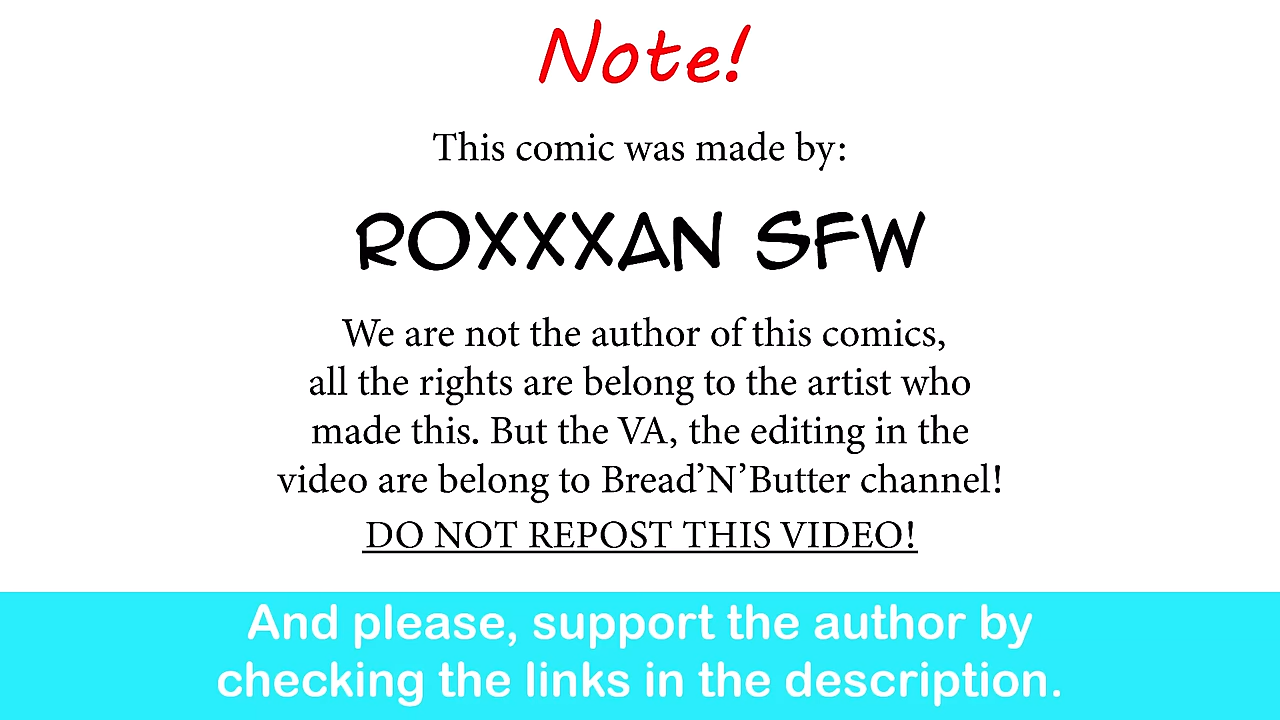 Note!
This comic was made by:
ROXXXAN SFW
We are not the author of this comics,
all the rights are belong to the artist who
made this. But the VA, the editing in the
video are belong to Bread’N’Butter channel!
DO NOT REPOST THIS VIDEO!
And please, support the author by
checking the links in the description.